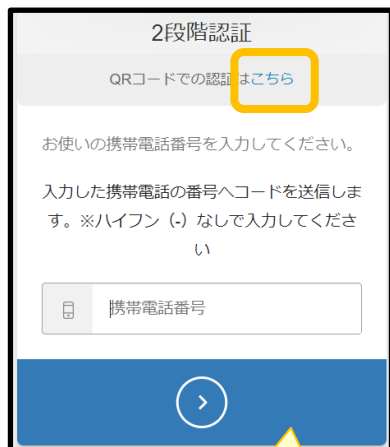 2段階認証
QRコードでの認証はこちら
お使いの携帯電話番号を入力してください。
入力した携帯電話の番号へコードを送信しま
す。※ハイフン（-）なしで入力してくださ
い
携帯電話番号